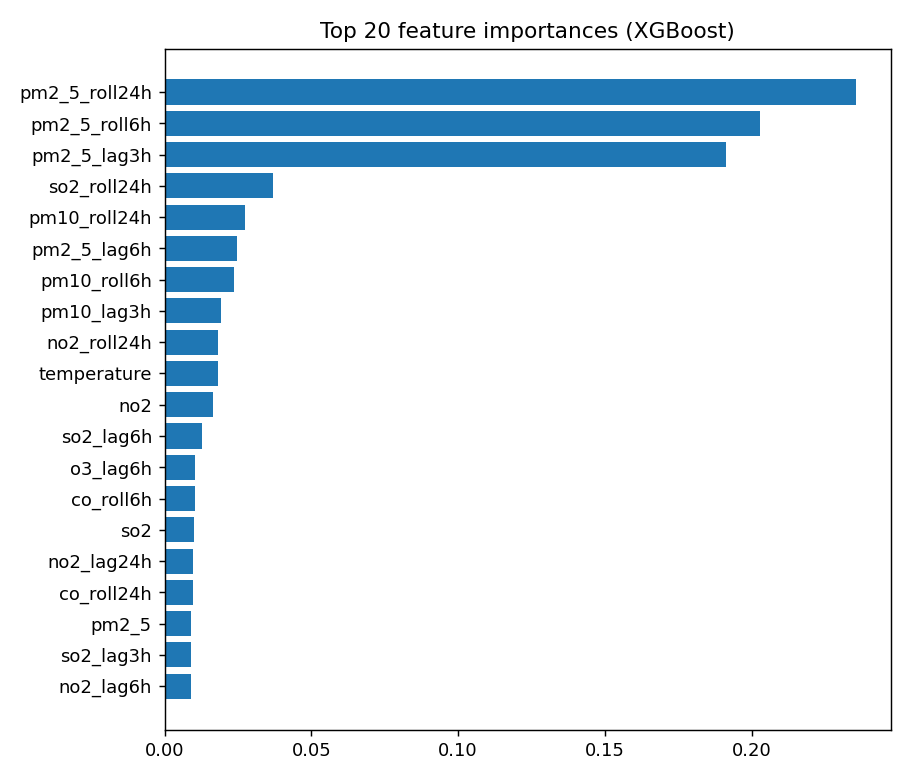 Top 20 feature importances (XGBoost)
pm2_5_roll24h
pm2_5_roll6h
pm2_5_lag3h
so2_roll24h
pm10_roll24h
pm2_5_lag6h
pm10_roll6h
pm10_lag3h
no2_roll24h
temperature
no2
so2_lag6h
o3_lag6h
co_roll6h
so2
no2_lag24h
co_roll24h
pm2_5
so2_lag3h
no2_lag6h
0.00 0.05 0.10 0.15 0.20